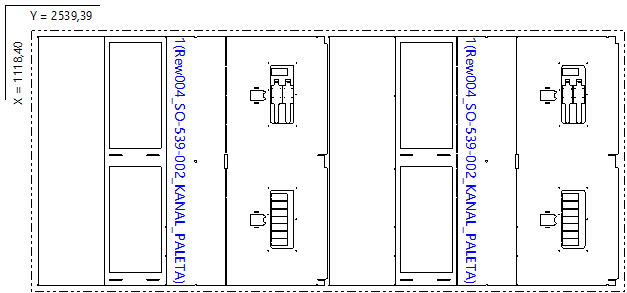 Y = 2539,39
X = 1118,40
1(Rew004_SO-539-002_KANAL_PALETA)
1(Rew004_SO-539-002_KANAL_PALETA)